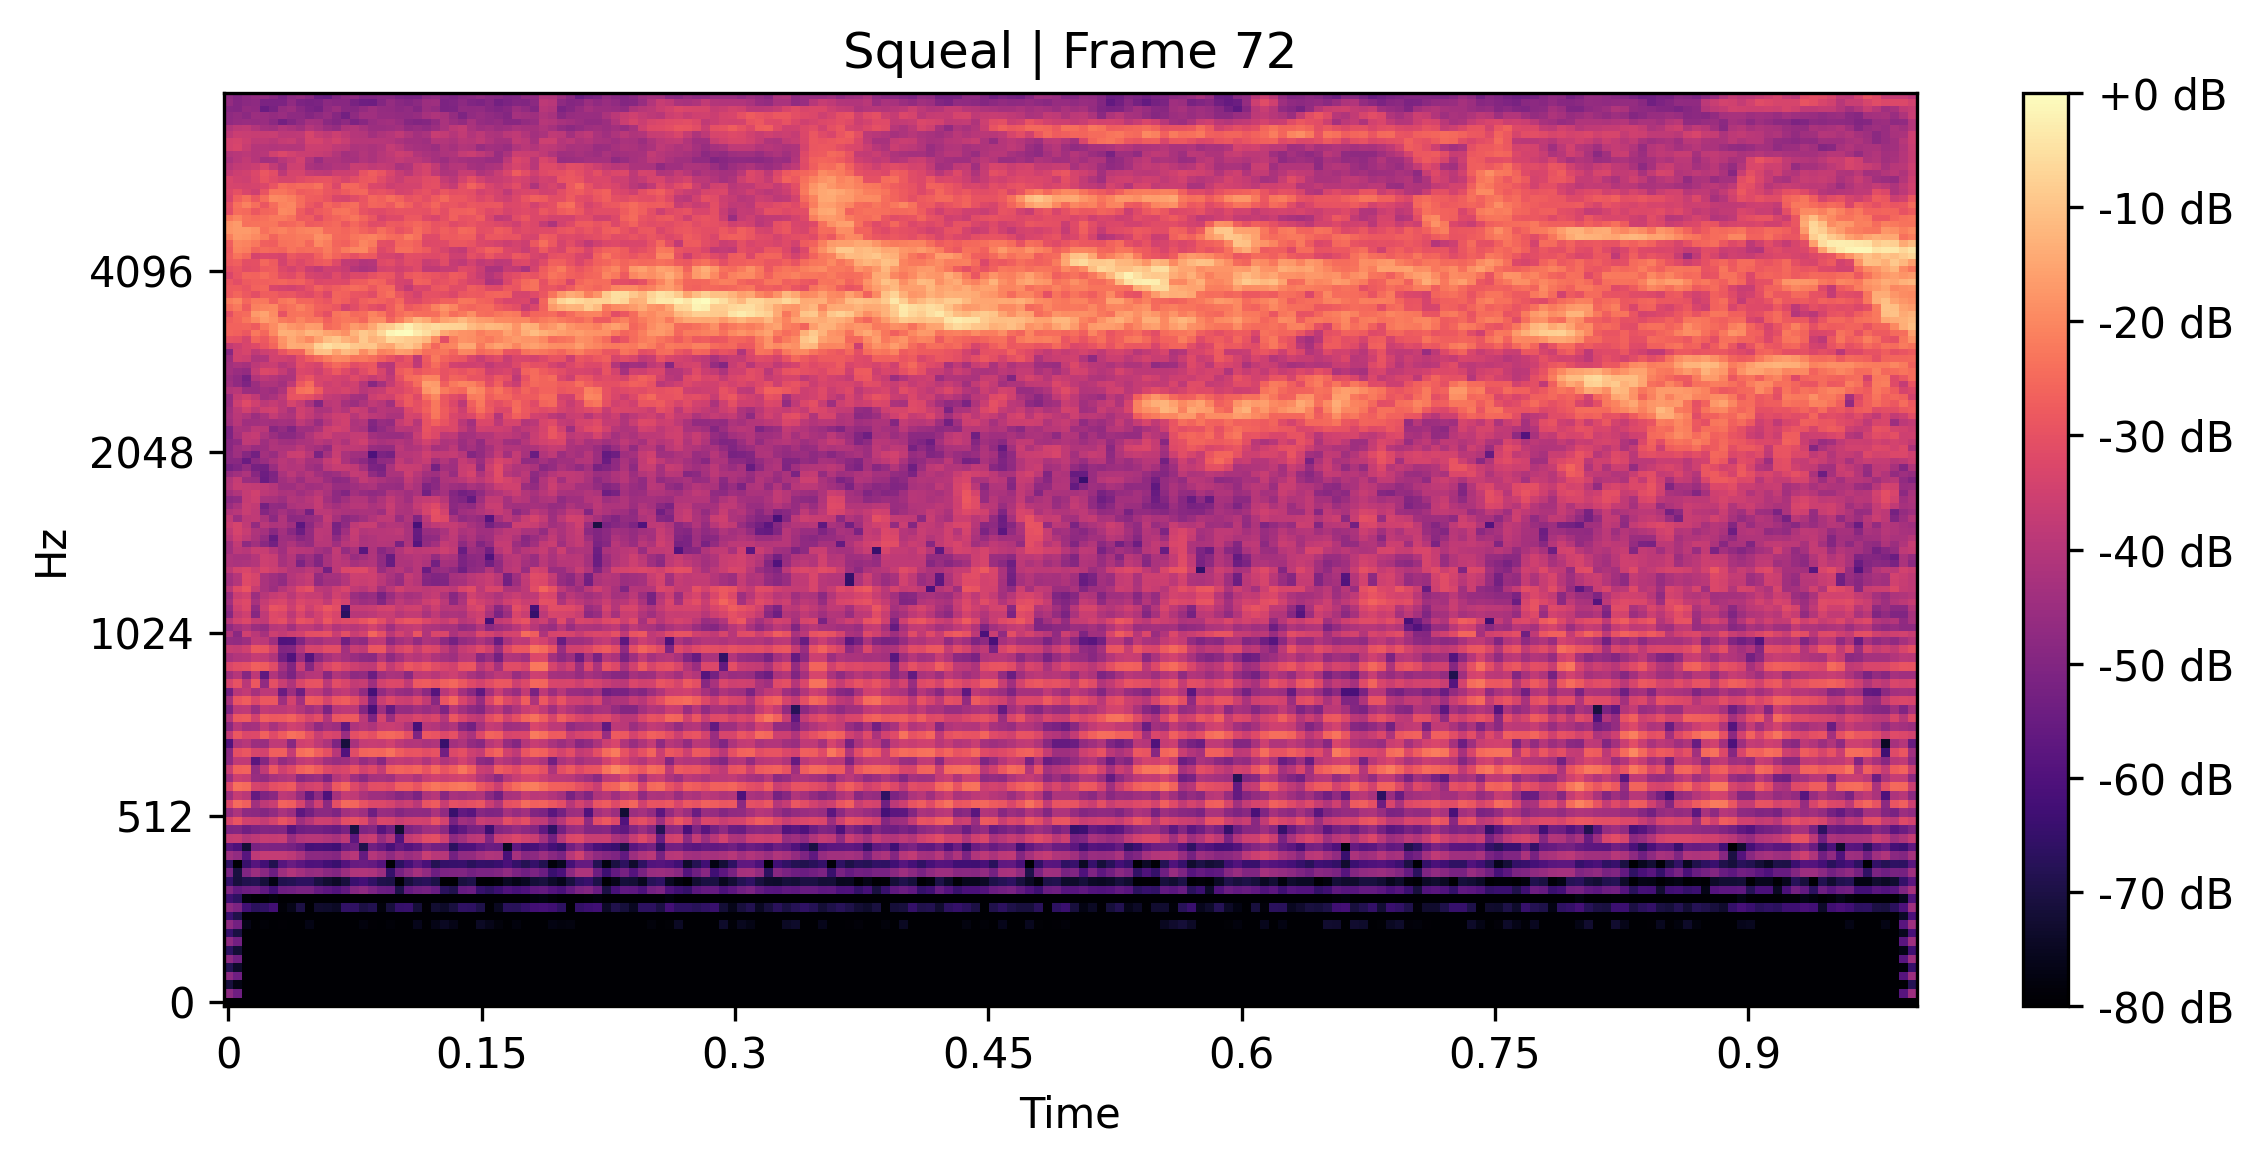 Squeal | Frame 72
+0 dB
-10 dB
-20 dB
-30 dB
-40 dB
-50 dB
-60 dB
-70 dB
-80 dB
Hz
4096
2048
1024
512
0
0 0.15 0.3 0.45 0.6 0.75 0.9
Time